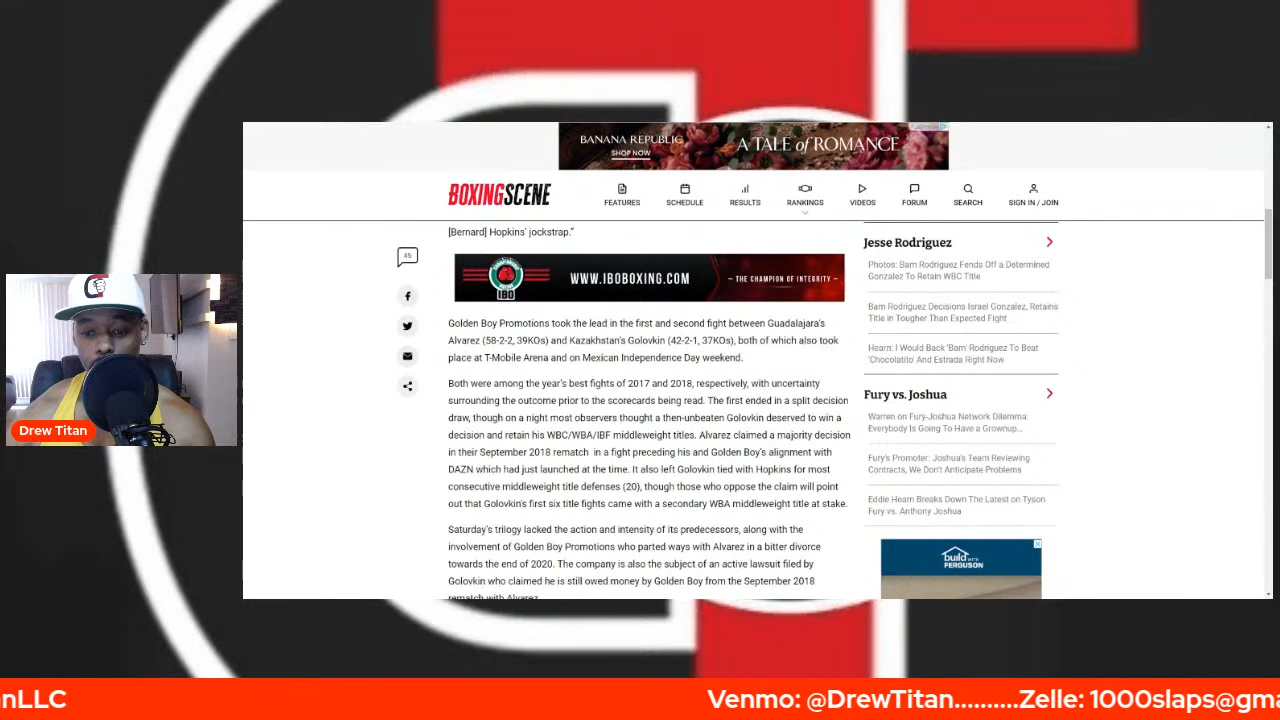 BANANA REPUBLIC
SHOP NOW
A TALE of ROMANCE
BOXINGSCENE
FEATURES
SCHEDULE
RESULTS
RANKINGS
VIDEOS
FORUM
SEARCH
SIGN IN / JOIN
[Bernard] Hopkins' jockstrap."
45
IBO
WWW.IBOBOXING.COM
– THE CHAMPION OF INTEGRITY –
Golden Boy Promotions took the lead in the first and second fight between Guadalajara's
Alvarez (58-2-2, 39KOs) and Kazakhstan's Golovkin (42-2-1, 37KOs), both of which also took
place at T-Mobile Arena and on Mexican Independence Day weekend.
Both were among the year's best fights of 2017 and 2018, respectively, with uncertainty
surrounding the outcome prior to the scorecards being read. The first ended in a split decision
draw, though on a night most observers thought a then-unbeaten Golovkin deserved to win a
decision and retain his WBC/WBA/IBF middleweight titles. Alvarez claimed a majority decision
in their September 2018 rematch in a fight preceding his and Golden Boy's alignment with
DAZN which had just launched at the time. It also left Golovkin tied with Hopkins for most
consecutive middleweight title defenses (20), though those who oppose the claim will point
out that Golovkin's first six title fights came with a secondary WBA middleweight title at stake.
Saturday's trilogy lacked the action and intensity of its predecessors, along with the
involvement of Golden Boy Promotions who parted ways with Alvarez in a bitter divorce
towards the end of 2020. The company is also the subject of an active lawsuit filed by
Golovkin who claimed he is still owed money by Golden Boy from the September 2018
rematch with Alvarez
Jesse Rodriguez
Photos: Bam Rodriguez Fends Off a Determined
Gonzalez To Retain WBC Title
Bam Rodriguez Decisions Israel Gonzalez, Retains
Title in Tougher Than Expected Fight
Hearn: I Would Back 'Bam' Rodriguez To Beat
'Chocolatito' And Estrada Right Now
Fury vs. Joshua
Warren on Fury-Joshua Network Dilemma:
Everybody Is Going To Have a Grownup...
Fury's Promoter: Joshua's Team Reviewing
Contracts, We Don't Anticipate Problems
Eddie Hearn Breaks Down The Latest on Tyson
Fury vs. Anthony Joshua
build WITH
FERGUSON
Drew Titan
nLLC
Venmo: @DrewTitan..........Zelle: 1000slaps@gma